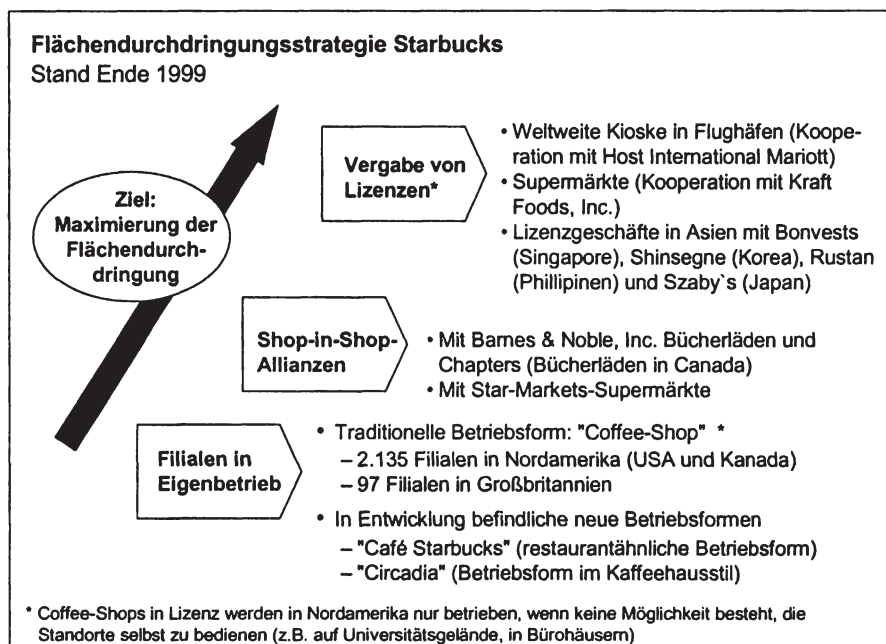 Flächendurchdringungsstrategie Starbucks
Stand Ende 1999
Ziel:
Maximierung der
Flächendurch-
dringung
Vergabe von
Lizenzen*
• Weltweite Kioske in Flughäfen (Koope-
ration mit Host International Mariott)
• Supermärkte (Kooperation mit Kraft
Foods, Inc.)
• Lizenzgeschäfte in Asien mit Bonvests
(Singapore), Shinsegne (Korea), Rustan
(Phillipinen) und Szaby`s (Japan)
Shop-in-Shop-
Allianzen
• Mit Barnes & Noble, Inc. Bücherläden und
Chapters (Bücherläden in Canada)
• Mit Star-Markets-Supermärkte
Filialen in
Eigenbetrieb
• Traditionelle Betriebsform: "Coffee-Shop" *
– 2.135 Filialen in Nordamerika (USA und Kanada)
– 97 Filialen in Großbritannien
• In Entwicklung befindliche neue Betriebsformen
– "Café Starbucks" (restaurantähnliche Betriebsform)
– "Circadia" (Betriebsform im Kaffeehausstil)
* Coffee-Shops in Lizenz werden in Nordamerika nur betrieben, wenn keine Möglichkeit besteht, die
Standorte selbst zu bedienen (z.B. auf Universitätsgelände, in Bürohäusern)